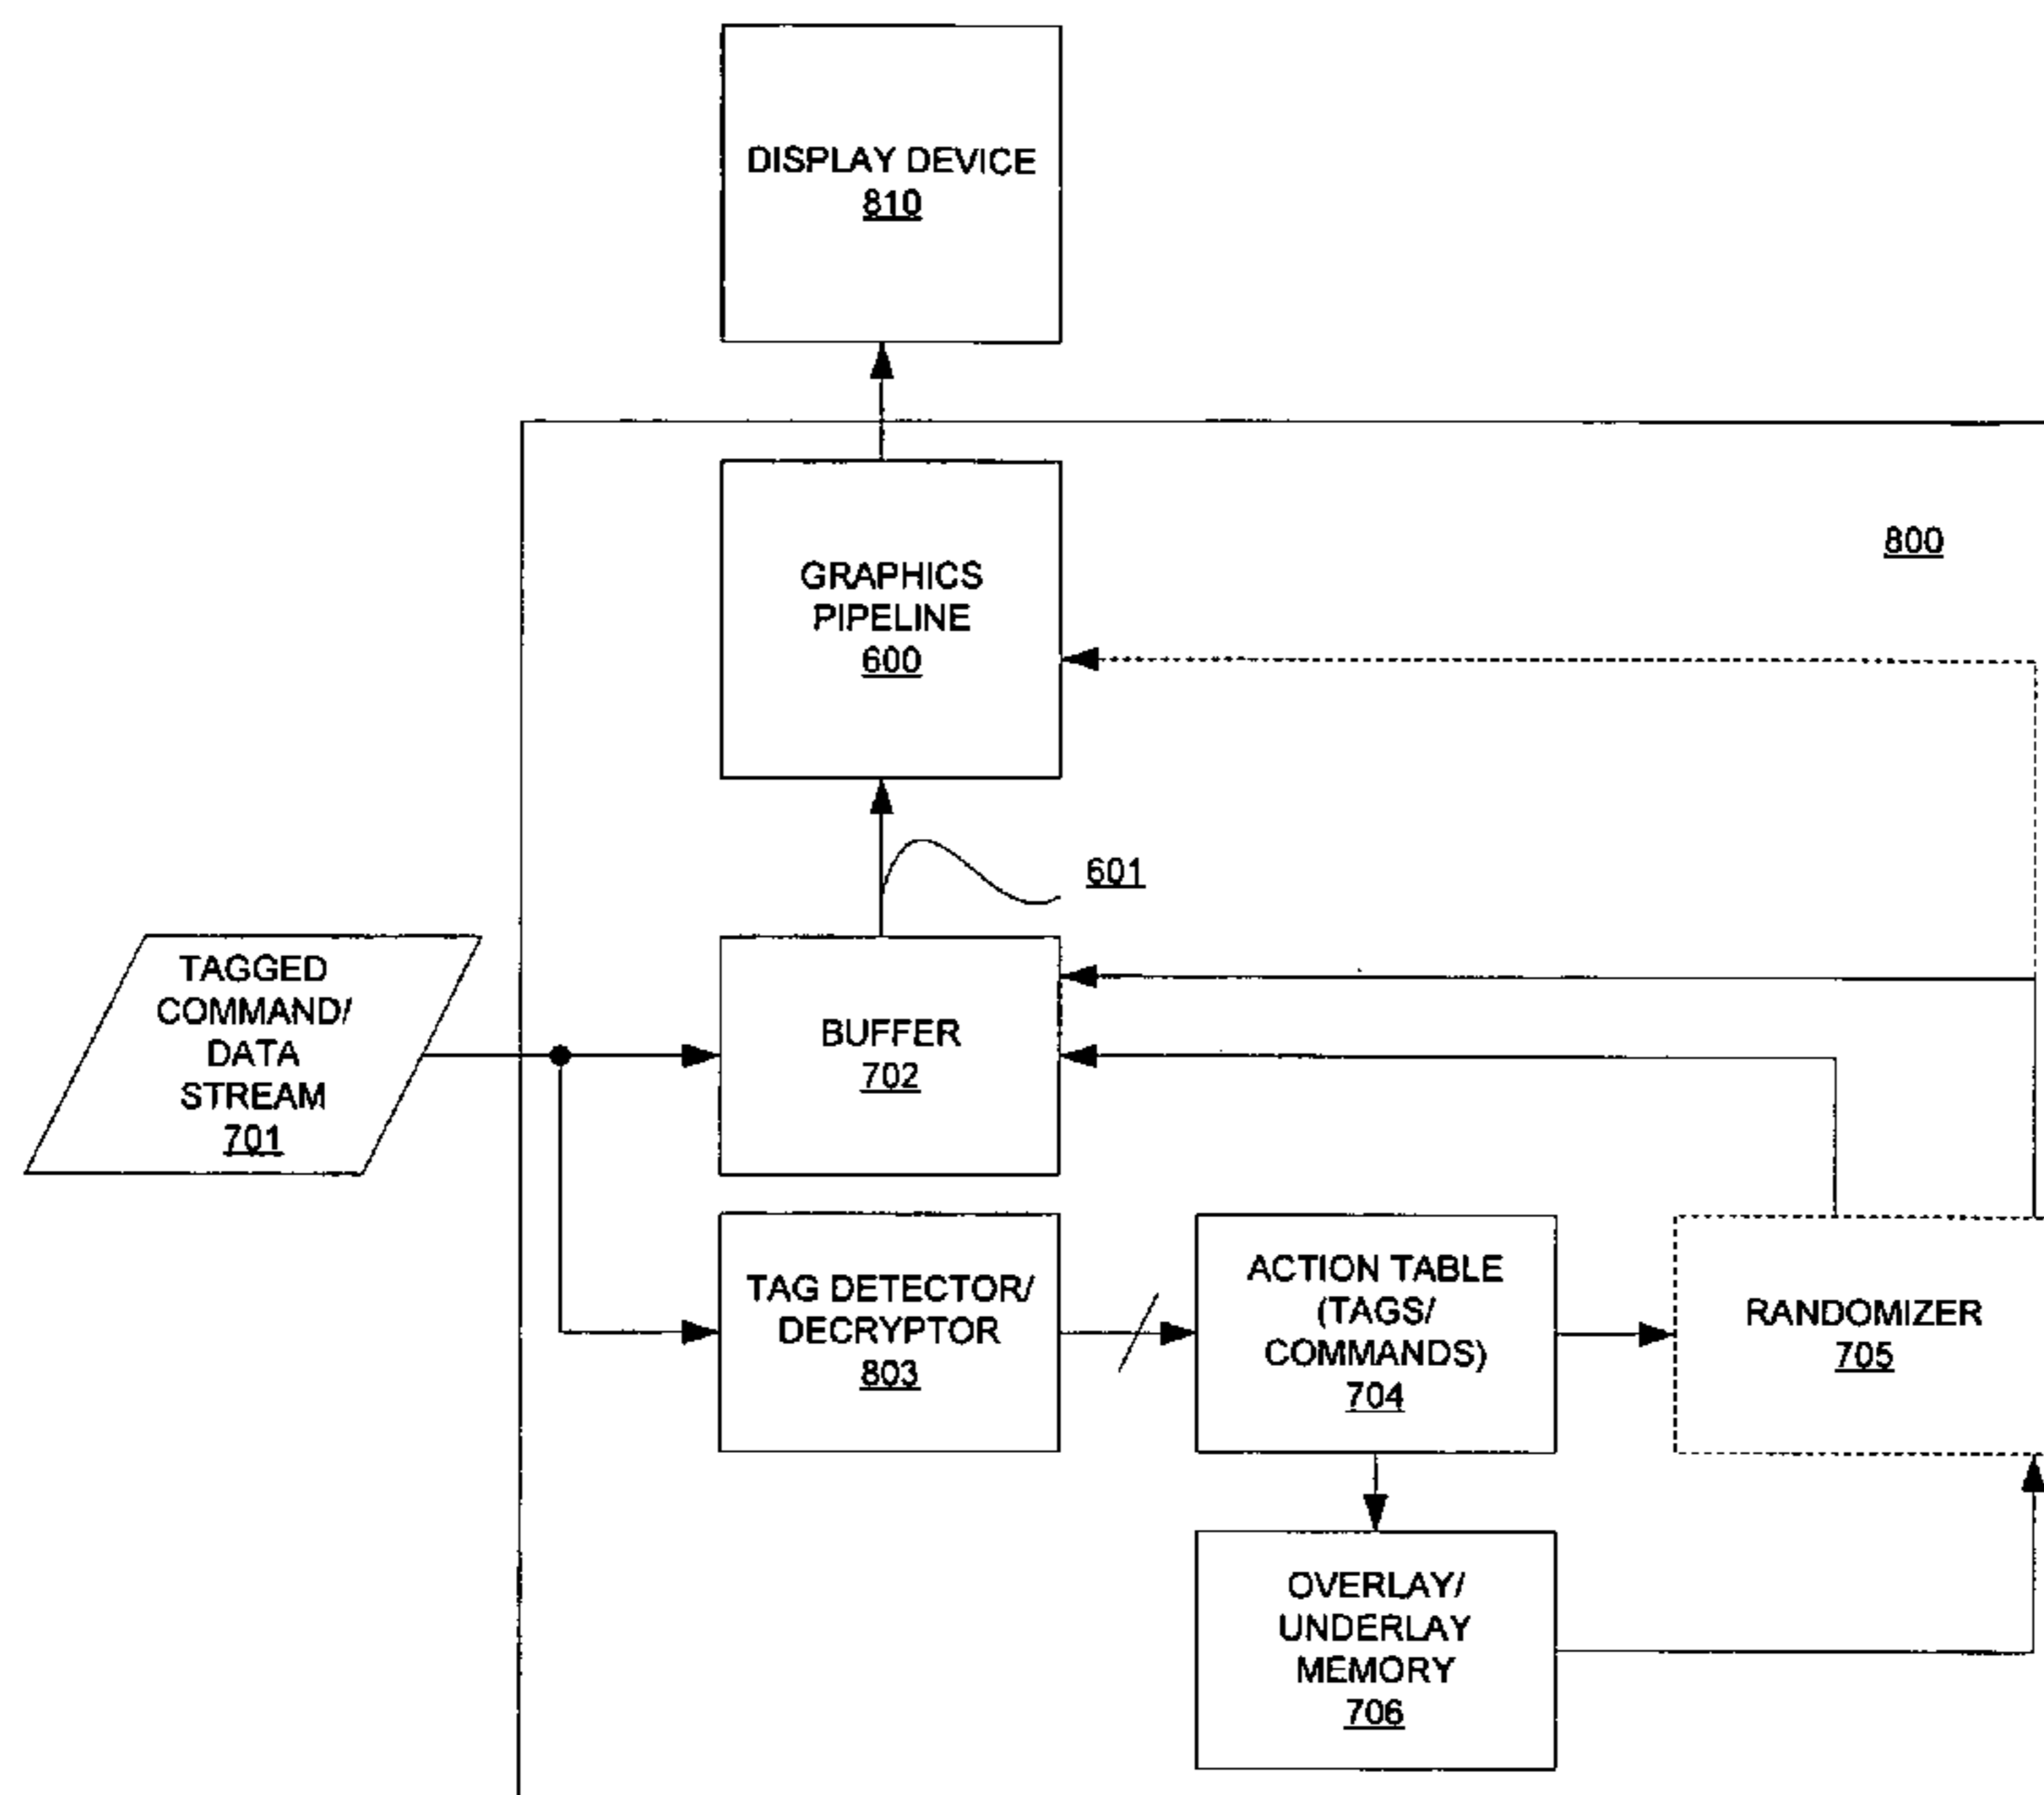 DISPLAY DEVICE
810
GRAPHICS
PIPELINE
600
800
601
TAGGED
COMMAND/
DATA
STREAM
701
BUFFER
702
TAG DETECTOR/
DECRYPTOR
803
ACTION TABLE
(TAGS/
COMMANDS)
704
RANDOMIZER
705
OVERLAY/
UNDERLAY
MEMORY
706